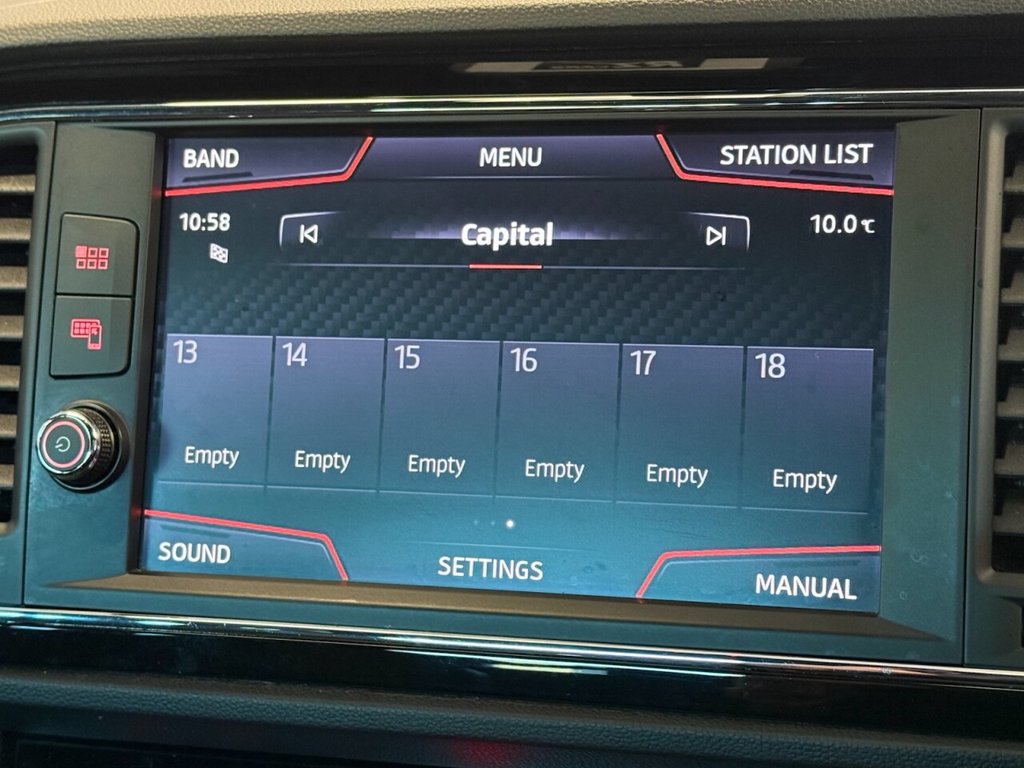 BAND MENU STATION LIST
10:58 Capital 10.0°C
13 14 15 16 17 18
Empty Empty Empty Empty Empty Empty
SOUND SETTINGS MANUAL